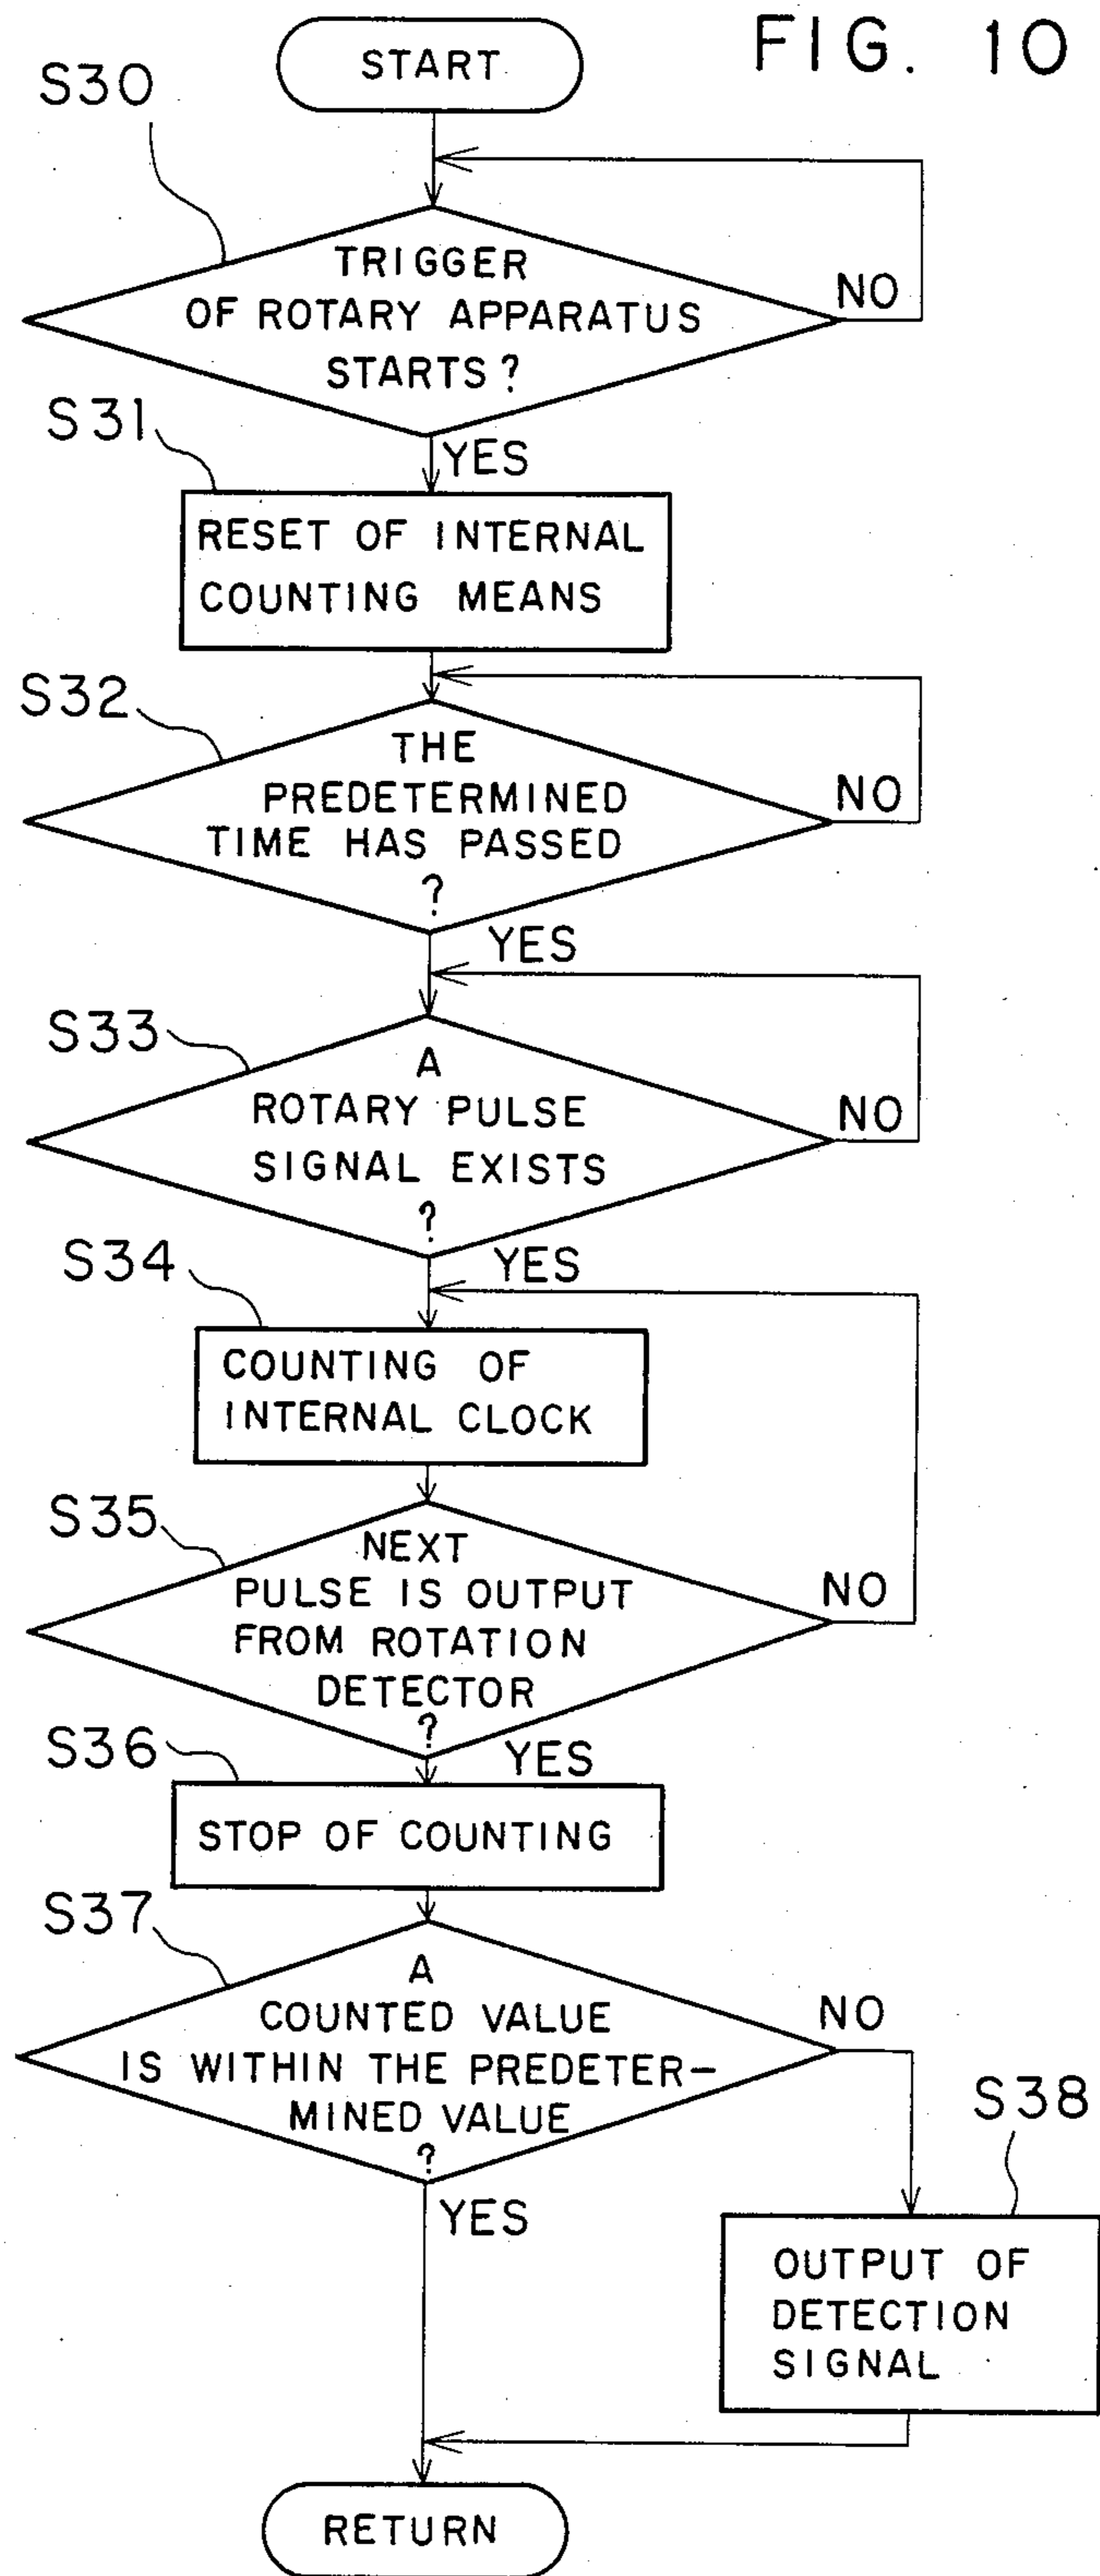 FIG. 10
START
S30
TRIGGER
OF ROTARY APPARATUS
STARTS?
NO
S31
YES
RESET OF INTERNAL
COUNTING MEANS
S32
THE
PREDETERMINED
TIME HAS PASSED
?
NO
YES
S33
A
ROTARY PULSE
SIGNAL EXISTS
?
NO
YES
S34
COUNTING OF
INTERNAL CLOCK
S35
NEXT
PULSE IS OUTPUT
FROM ROTATION
DETECTOR
?
NO
YES
S36
STOP OF COUNTING
S37
A
COUNTED VALUE
IS WITHIN THE PREDETER-
MINED VALUE
?
NO
YES
S38
OUTPUT OF
DETECTION
SIGNAL
RETURN